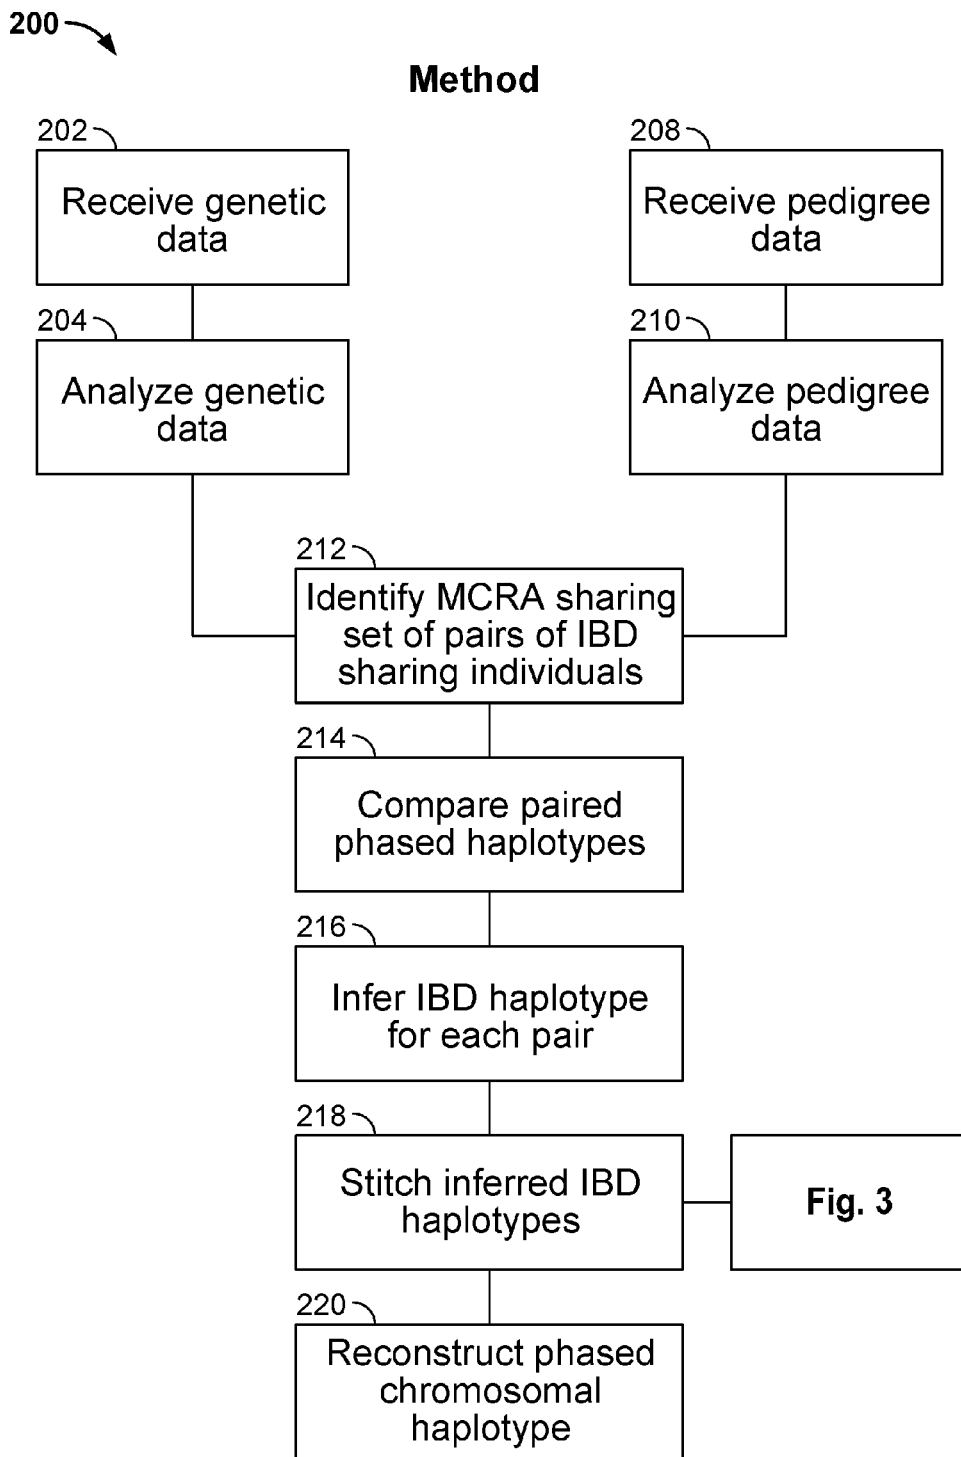 200
Method
202
Receive genetic
data
208
Receive pedigree
data
204
Analyze genetic
data
210
Analyze pedigree
data
212
Identify MCRA sharing
set of pairs of IBD
sharing individuals
214
Compare paired
phased haplotypes
216
Infer IBD haplotype
for each pair
218
Stitch inferred IBD
haplotypes
Fig. 3
220
Reconstruct phased
chromosomal
haplotype